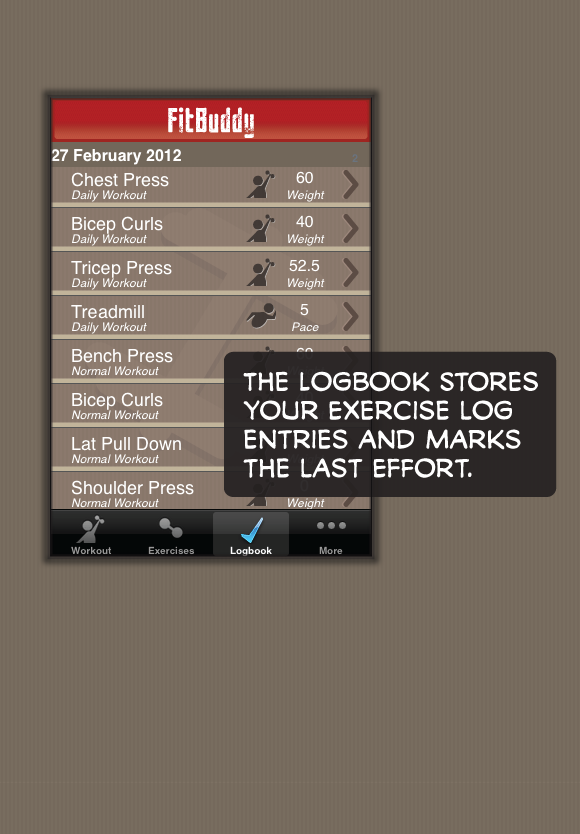 FitBuddy
27 February 2012
Chest Press
Daily Workout
60
Weight
Bicep Curls
Daily Workout
40
Weight
Tricep Press
Daily Workout
52.5
Weight
Treadmill
Daily Workout
5
Pace
Bench Press
Normal Workout
Bicep Curls
Normal Workout
Lat Pull Down
Normal Workout
Shoulder Press
Normal Workout
Weight
THE LOGBOOK STORES
YOUR EXERCISE LOG
ENTRIES AND MARKS
THE LAST EFFORT.
Workout
Exercises
Logbook
More